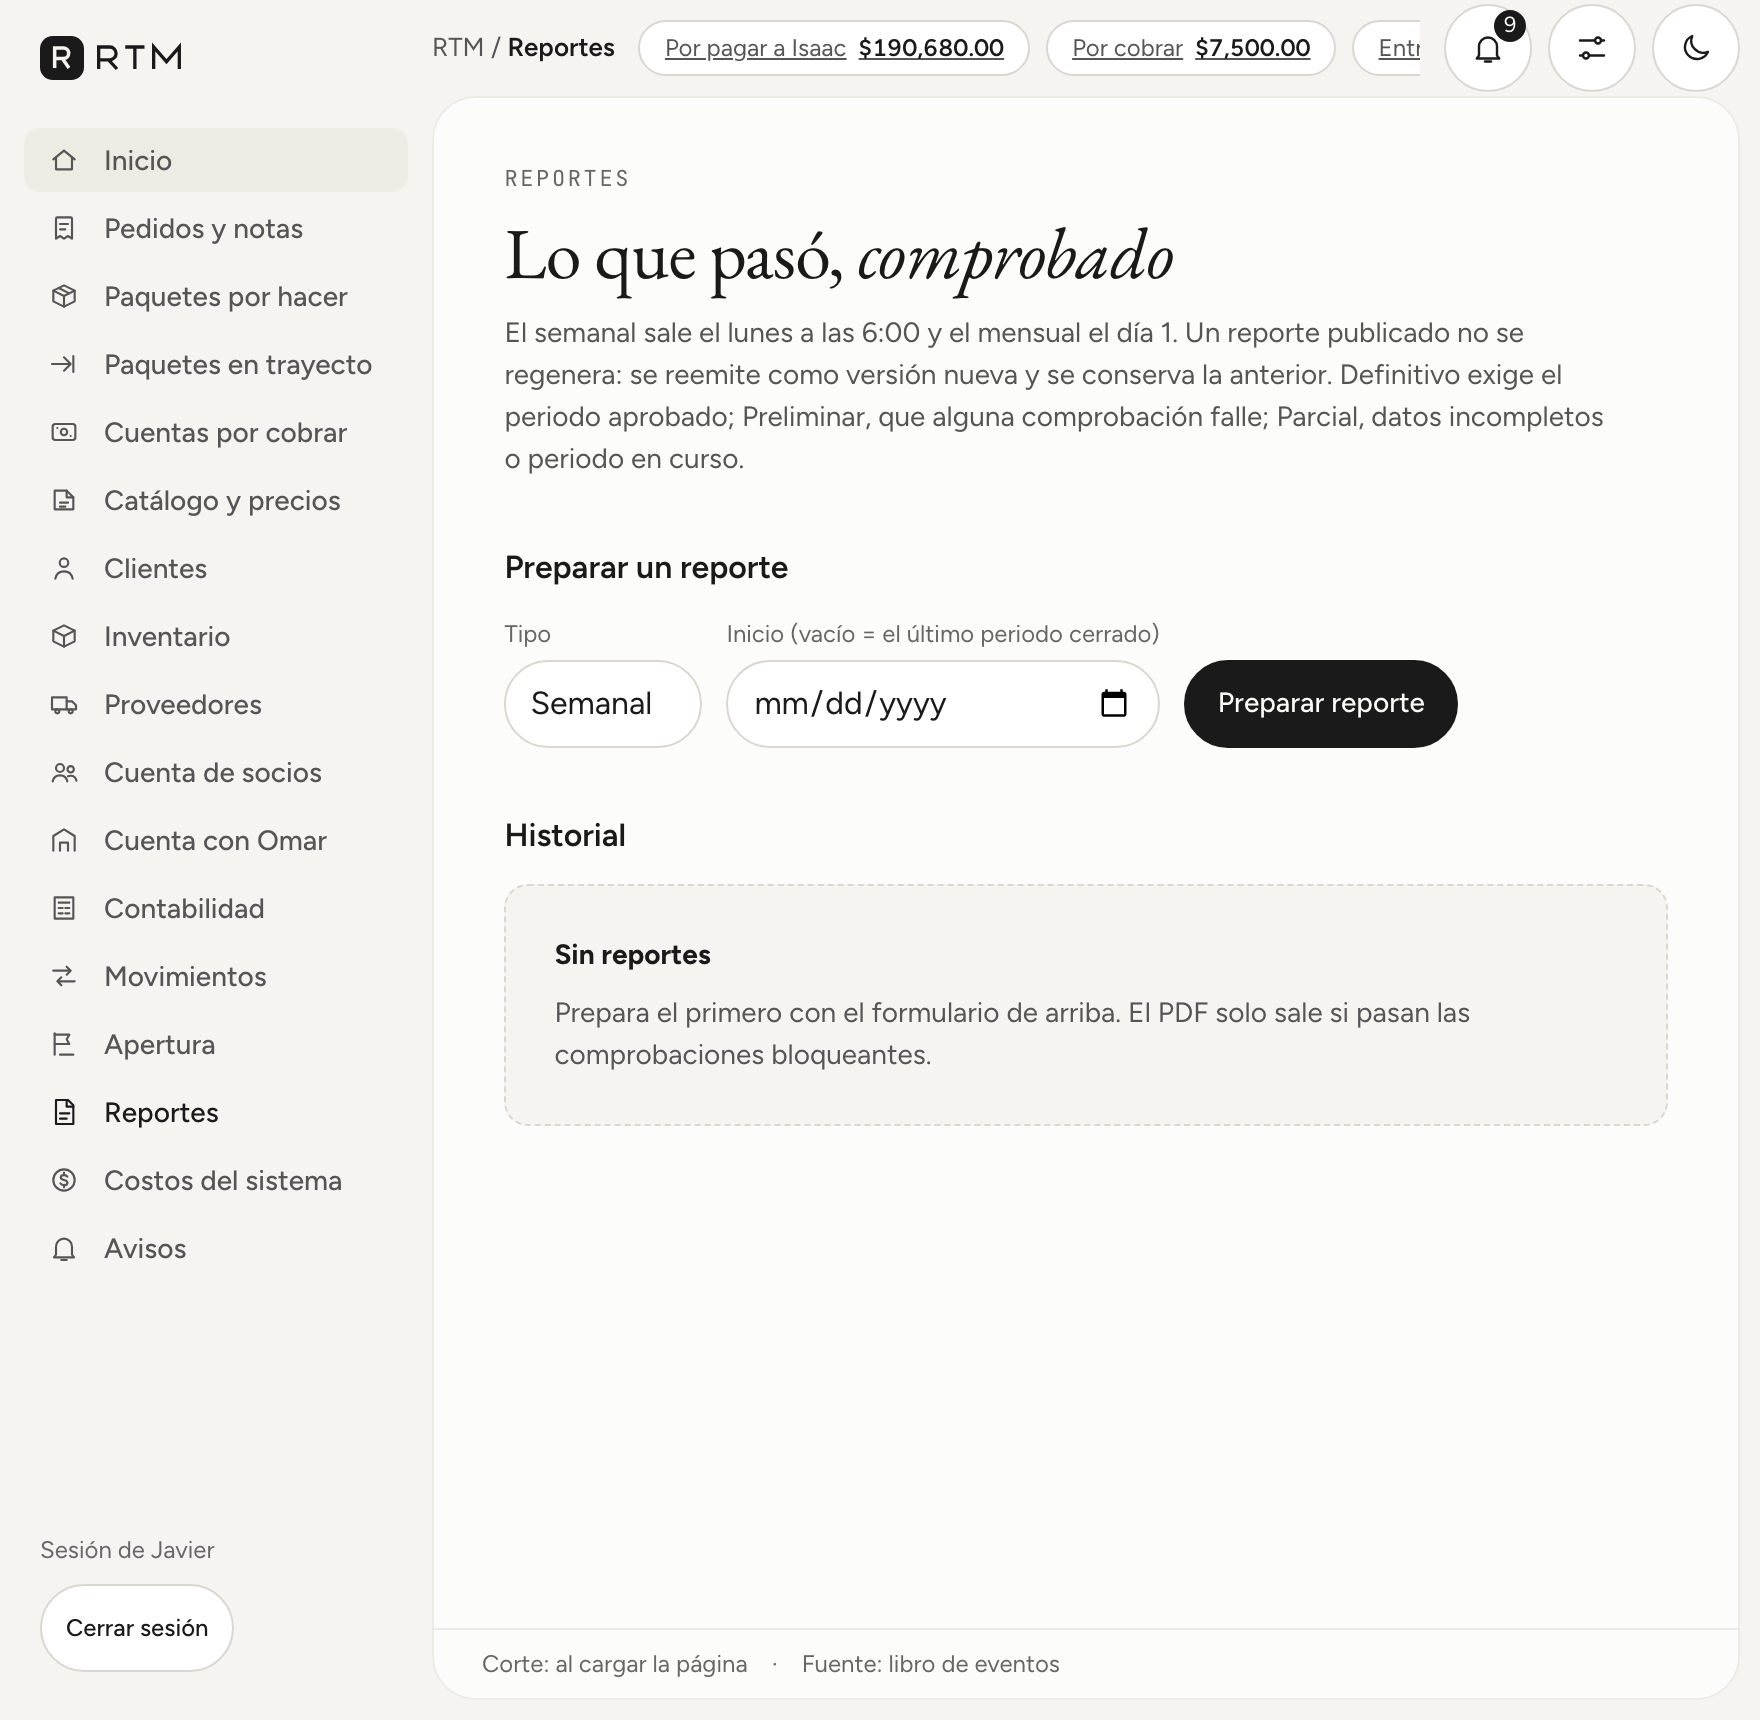 R RTM
RTM / Reportes
Por pagar a Isaac $190,680.00
Por cobrar $7,500.00
Entr
9
Inicio
Pedidos y notas
Paquetes por hacer
Paquetes en trayecto
Cuentas por cobrar
Catálogo y precios
Clientes
Inventario
Proveedores
Cuenta de socios
Cuenta con Omar
Contabilidad
Movimientos
Apertura
Reportes
Costos del sistema
Avisos
Sesión de Javier
Cerrar sesión
REPORTES
Lo que pasó, comprobado
El semanal sale el lunes a las 6:00 y el mensual el día 1. Un reporte publicado no se
regenera: se reemite como versión nueva y se conserva la anterior. Definitivo exige el
periodo aprobado; Preliminar, que alguna comprobación falle; Parcial, datos incompletos
o periodo en curso.
Preparar un reporte
Tipo
Inicio (vacío = el último periodo cerrado)
Semanal
mm/dd/yyyy
Preparar reporte
Historial
Sin reportes
Prepara el primero con el formulario de arriba. El PDF solo sale si pasan las
comprobaciones bloqueantes.
Corte: al cargar la página · Fuente: libro de eventos